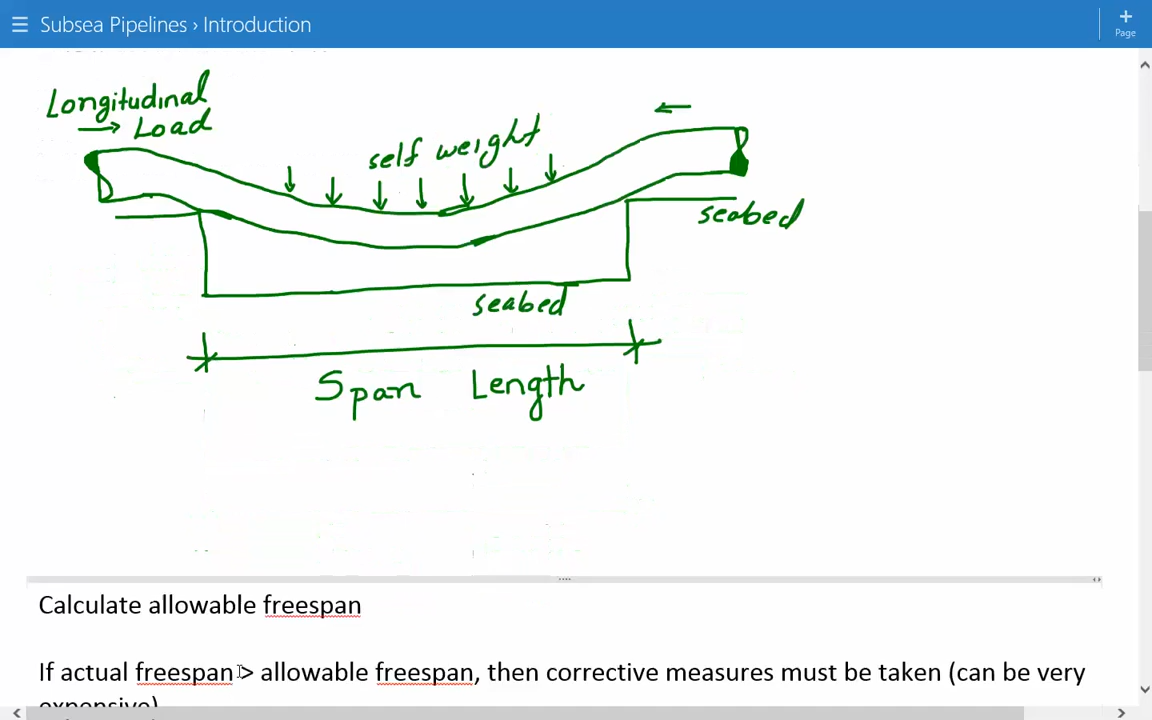 Subsea Pipelines › Introduction
Page
Longitudinal
Load
self weight
seabed
seabed
Span Length
Calculate allowable freespan
If actual freespan > allowable freespan, then corrective measures must be taken (can be very
expensive)